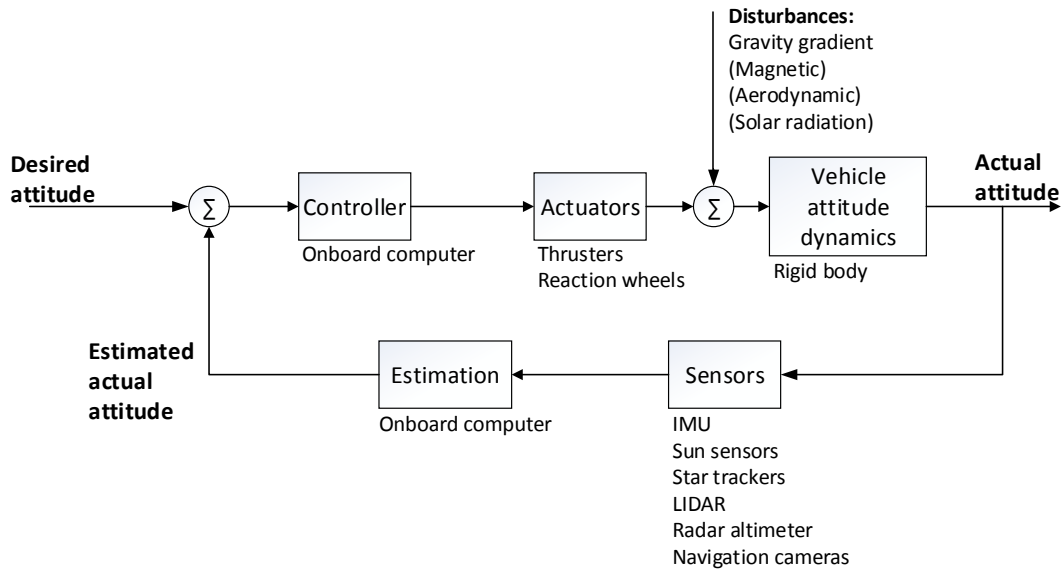 Disturbances:
Gravity gradient
(Magnetic)
(Aerodynamic)
(Solar radiation)
Desired
attitude
Σ
Controller
Onboard computer
Actuators
Thrusters
Reaction wheels
Σ
Vehicle
attitude
dynamics
Rigid body
Actual
attitude
Estimated
actual
attitude
Estimation
Onboard computer
Sensors
IMU
Sun sensors
Star trackers
LIDAR
Radar altimeter
Navigation cameras